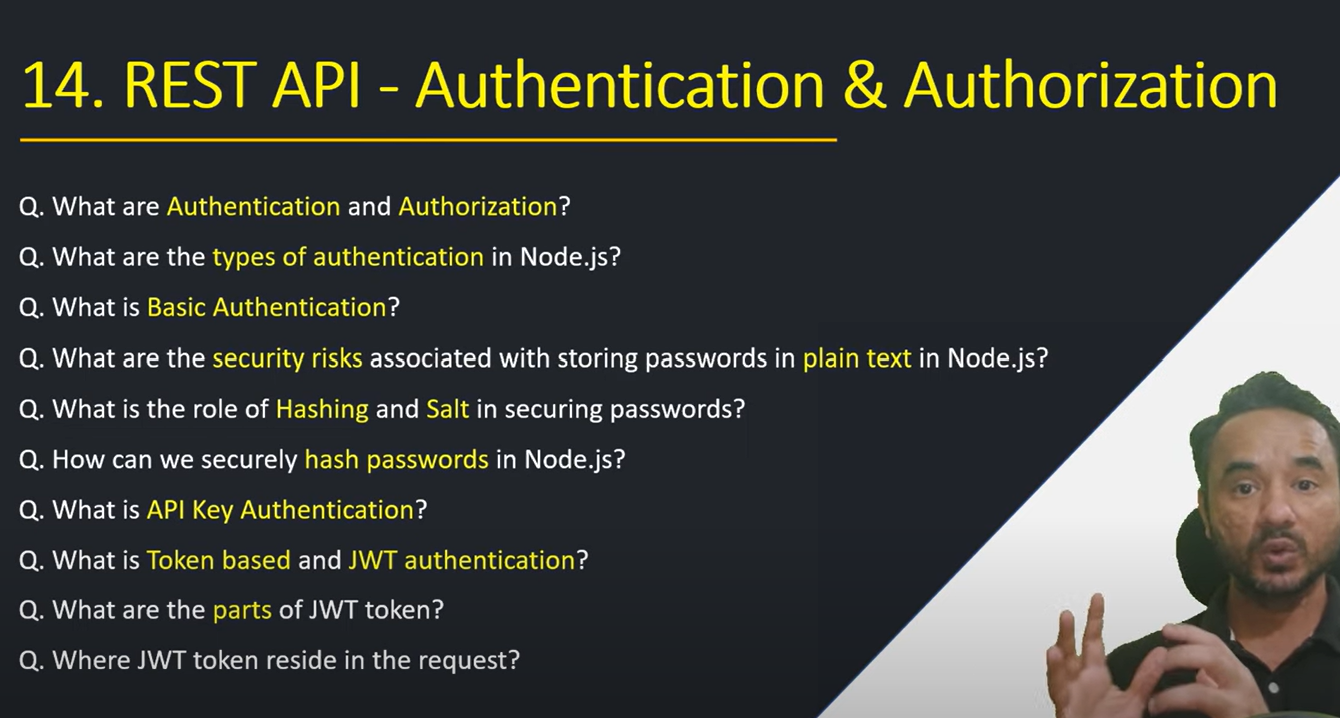 14. REST API - Authentication & Authorization
Q. What are Authentication and Authorization?
Q. What are the types of authentication in Node.js?
Q. What is Basic Authentication?
Q. What are the security risks associated with storing passwords in plain text in Node.js?
Q. What is the role of Hashing and Salt in securing passwords?
Q. How can we securely hash passwords in Node.js?
Q. What is API Key Authentication?
Q. What is Token based and JWT authentication?
Q. What are the parts of JWT token?
Q. Where JWT token reside in the request?